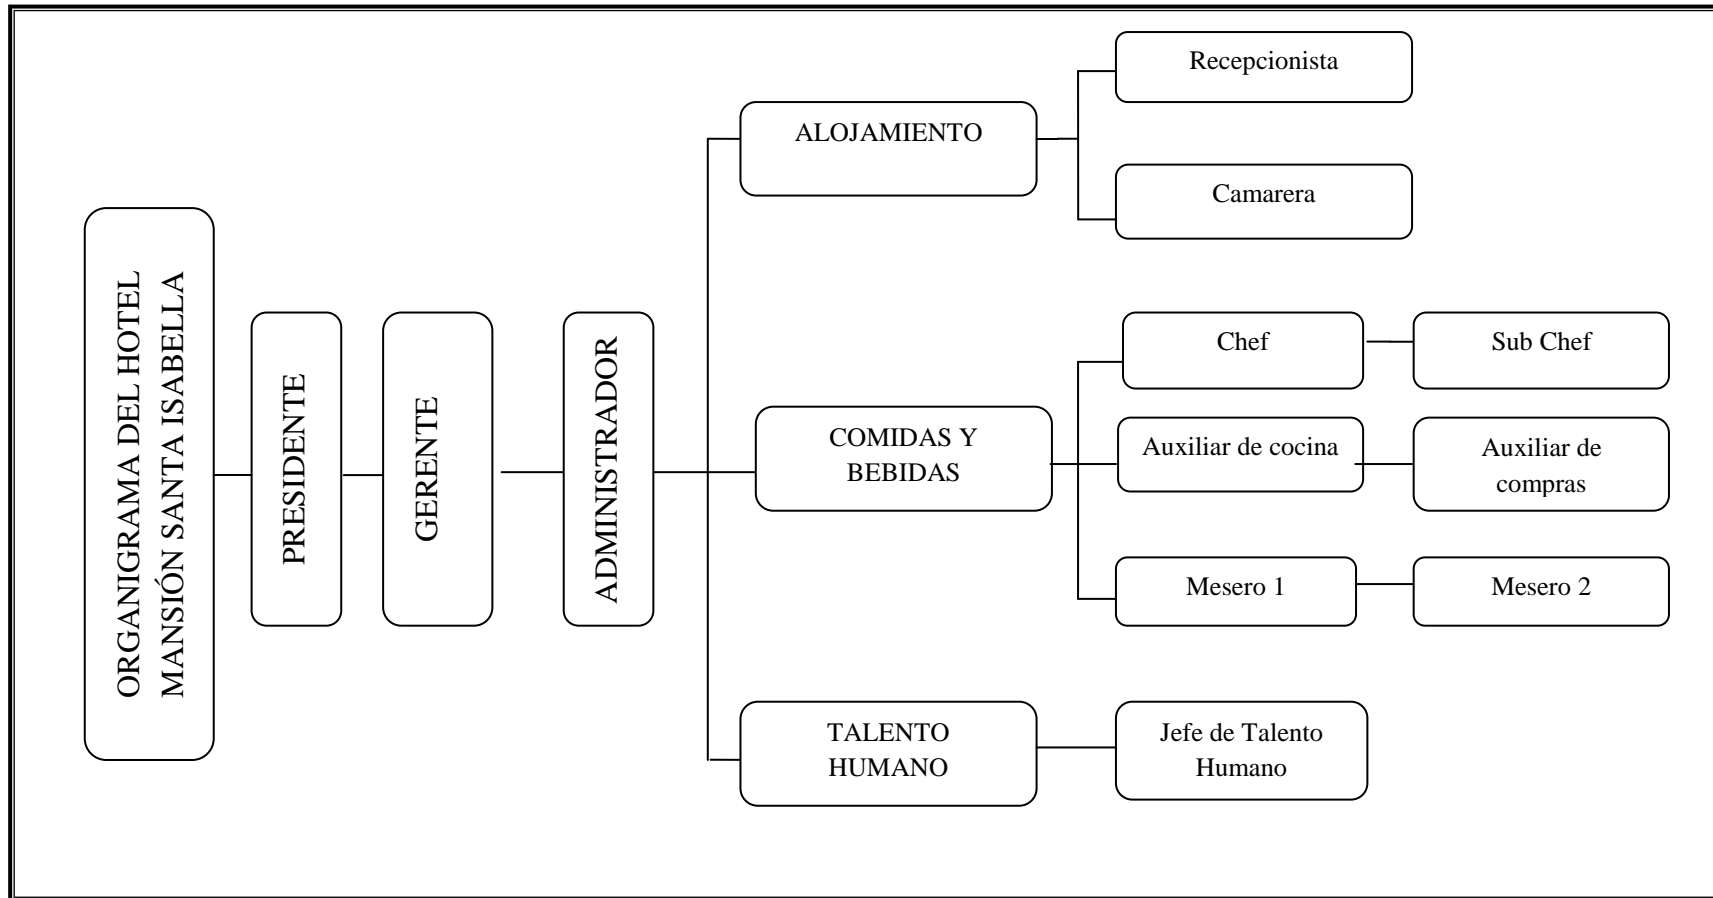 ORGANIGRAMA DEL HOTEL
MANSIÓN SANTA ISABELLA
PRESIDENTE
GERENTE
ADMINISTRADOR
ALOJAMIENTO
Recepcionista
Camarera
COMIDAS Y
BEBIDAS
Chef
Sub Chef
Auxiliar de cocina
Auxiliar de
compras
Mesero 1
Mesero 2
TALENTO
HUMANO
Jefe de Talento
Humano